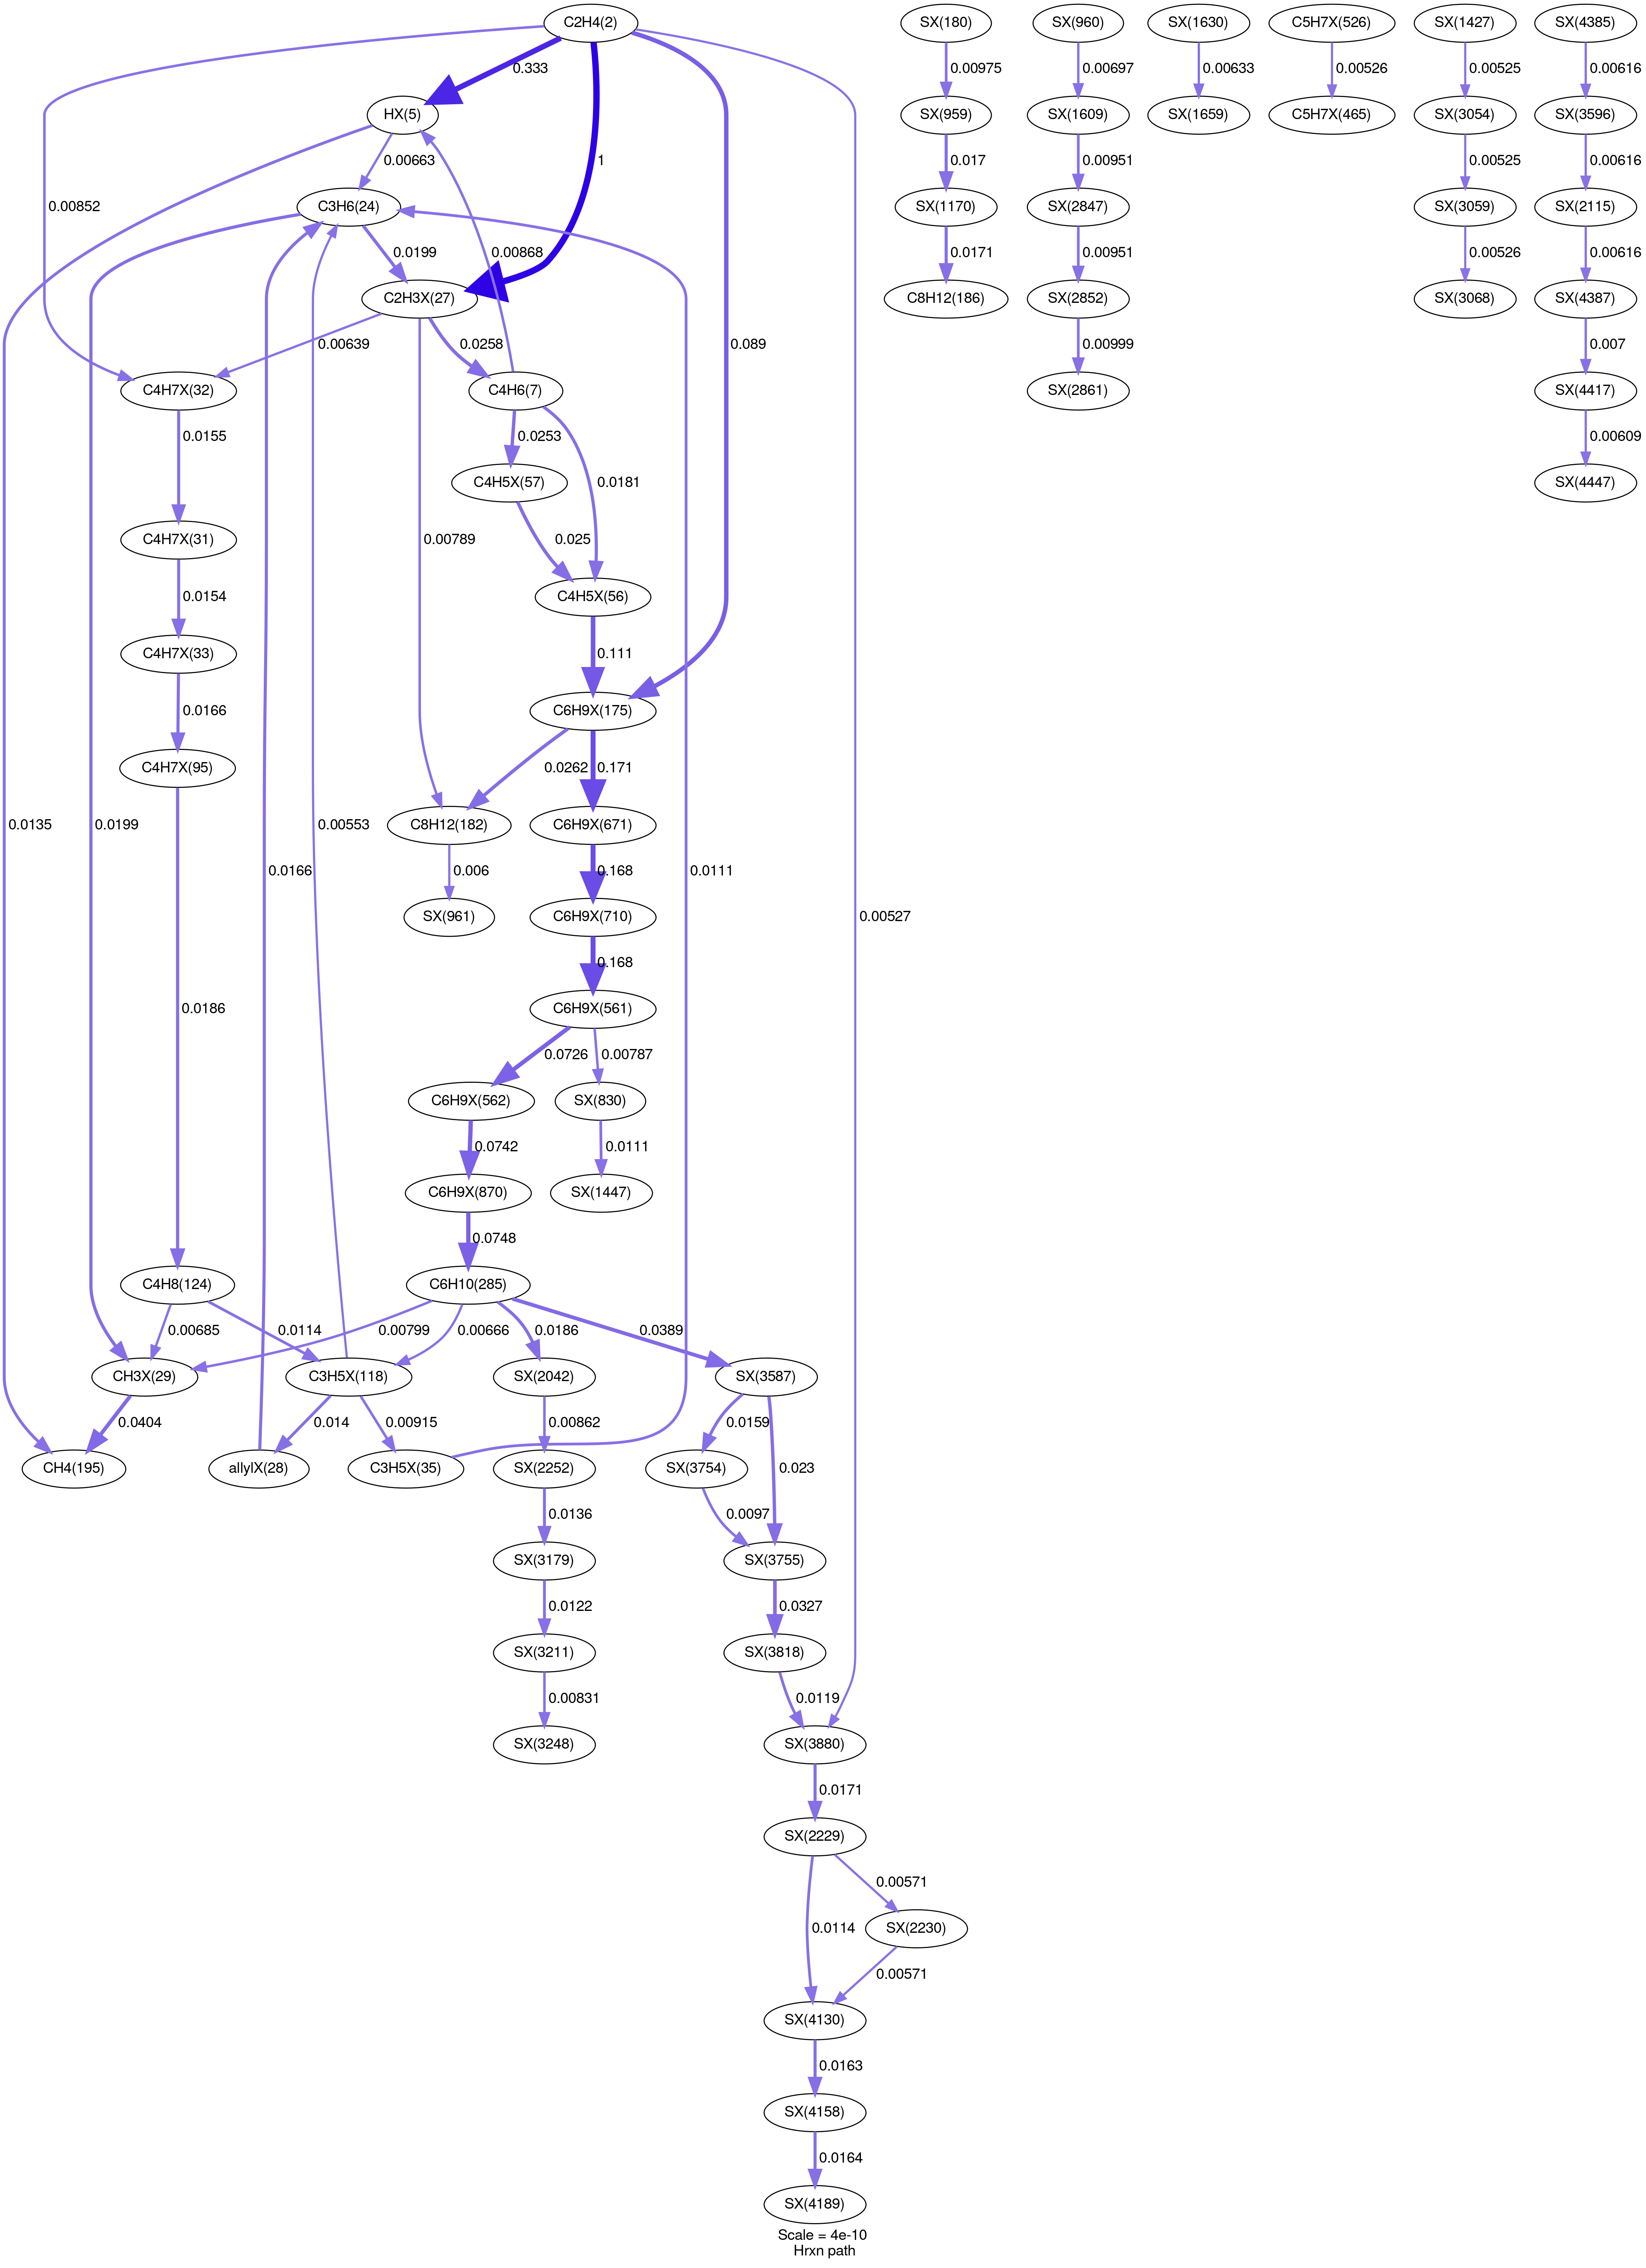 C2H4(2)
SX(180)
SX(960)
SX(1630)
C5H7X(526)
SX(1427)
SX(4385)
0.333
0.00975
0.00697
0.00633
0.00526
0.00525
0.00616
HX(5)
SX(959)
SX(1609)
SX(1659)
C5H7X(465)
SX(3054)
SX(3596)
0.00852
0.00663
1
0.017
0.00951
0.00525
0.00616
C3H6(24)
SX(1170)
SX(2847)
SX(3059)
SX(2115)
0.0199
0.00868
0.0171
0.00951
0.00526
0.00616
C2H3X(27)
C8H12(186)
SX(2852)
SX(3068)
SX(4387)
0.00639
0.0258
0.089
0.00999
0.007
C4H7X(32)
C4H6(7)
SX(2861)
SX(4417)
0.0155
0.0253
0.0181
0.00609
C4H5X(57)
SX(4447)
C4H7X(31)
0.00789
0.025
0.0154
C4H5X(56)
C4H7X(33)
0.111
0.0166
C6H9X(175)
C4H7X(95)
0.0262
0.171
0.0135
0.0199
0.00553
C8H12(182)
C6H9X(671)
0.0166
0.006
0.168
0.0111
SX(961)
C6H9X(710)
0.00527
0.168
0.0186
C6H9X(561)
0.0726
0.00787
C6H9X(562)
SX(830)
0.0742
0.0111
C6H9X(870)
SX(1447)
0.0748
C4H8(124)
C6H10(285)
0.00685
0.0114
0.00799
0.00666
0.0186
0.0389
CH3X(29)
C3H5X(118)
SX(2042)
SX(3587)
0.0404
0.014
0.00915
0.00862
0.0159
CH4(195)
allylX(28)
C3H5X(35)
SX(2252)
SX(3754)
0.023
0.0136
0.0097
SX(3179)
SX(3755)
0.0122
0.0327
SX(3211)
SX(3818)
0.00831
0.0119
SX(3248)
SX(3880)
0.0171
SX(2229)
0.00571
0.0114
SX(2230)
0.00571
SX(4130)
0.0163
SX(4158)
0.0164
SX(4189)
Scale = 4e-10
Hrxn path